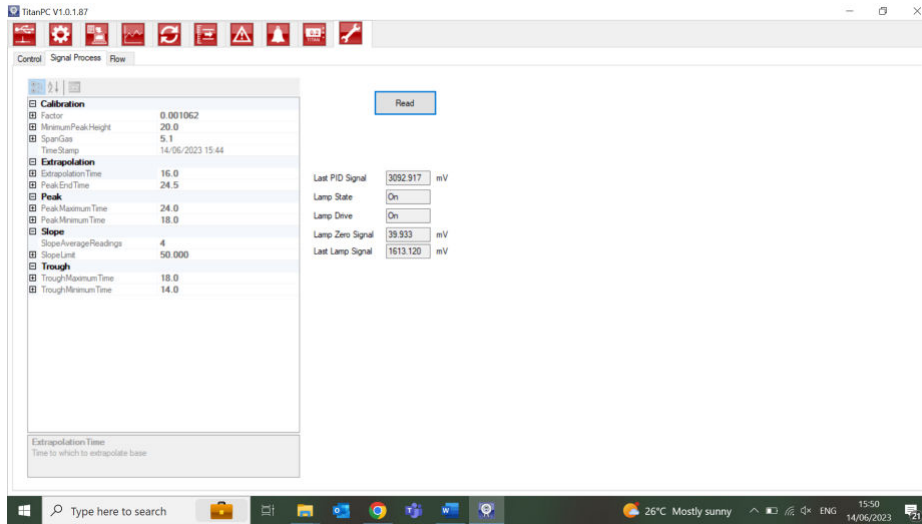 TitanPC V1.0.1.87
Control Signal Process Flow
Read
Calibration
Factor 0.001062
MinimumPeakHeight 20.0
SpanGas 5.1
TimeStamp 14/06/2023 15:44
Extrapolation
ExtrapolationTime 16.0
PeakEndTime 24.5
Peak
PeakMaximumTime 24.0
PeakMinimumTime 18.0
Slope
SlopeAverageReadings 4
SlopeLimit 50.000
Trough
TroughMaximumTime 18.0
TroughMinimumTime 14.0
Last PID Signal 3092.917 mV
Lamp State On
Lamp Drive On
Lamp Zero Signal 39.933 mV
Last Lamp Signal 1613.120 mV
ExtrapolationTime
Time to which to extrapolate base
Type here to search
26°C Mostly sunny
ENG
15:50
14/06/2023